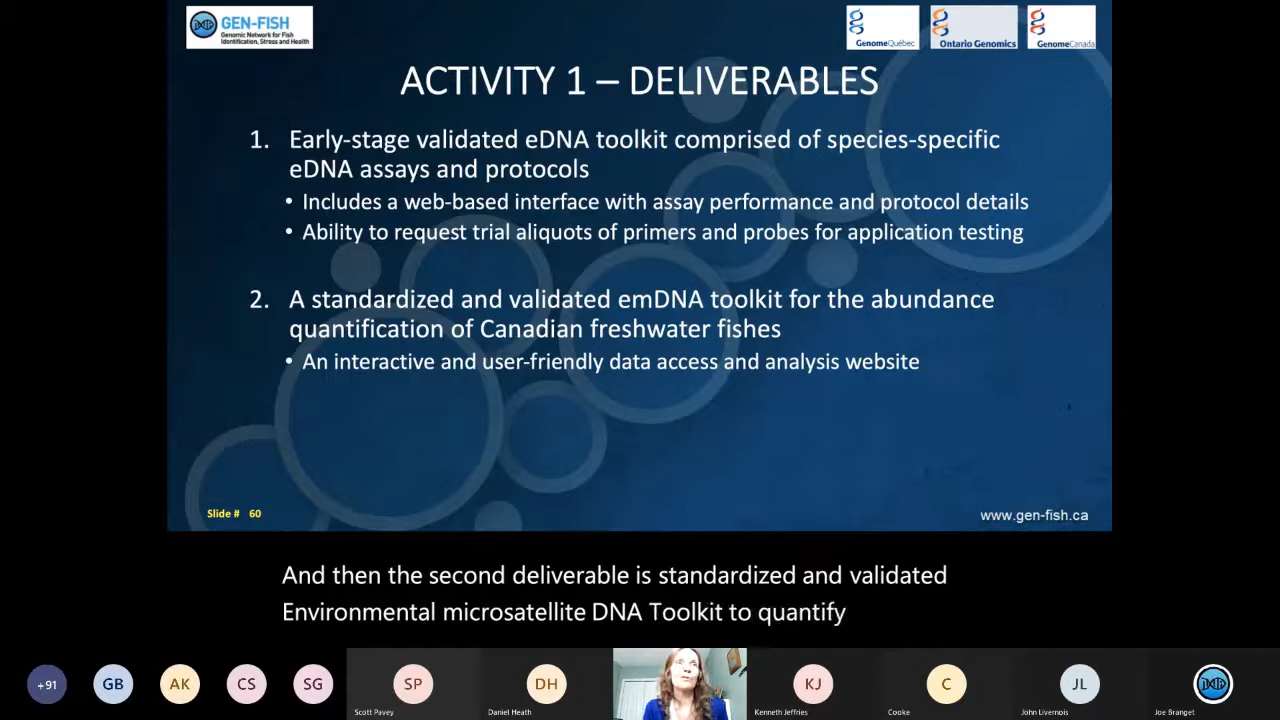 GEN-FISH
Genomic Network for Fish
Identification, Stress and Health
GenomeQuébec
Ontario Genomics
GenomeCanada
ACTIVITY 1 – DELIVERABLES
1. Early-stage validated eDNA toolkit comprised of species-specific
eDNA assays and protocols
• Includes a web-based interface with assay performance and protocol details
• Ability to request trial aliquots of primers and probes for application testing
2. A standardized and validated emDNA toolkit for the abundance
quantification of Canadian freshwater fishes
• An interactive and user-friendly data access and analysis website
Slide # 60
www.gen-fish.ca
And then the second deliverable is standardized and validated
Environmental microsatellite DNA Toolkit to quantify
+91
GB
AK
CS
SG
SP
DH
KJ
C
JL
Scott Pavey
Daniel Heath
Kenneth Jeffries
Cooke
John Livernois
Joe Branget